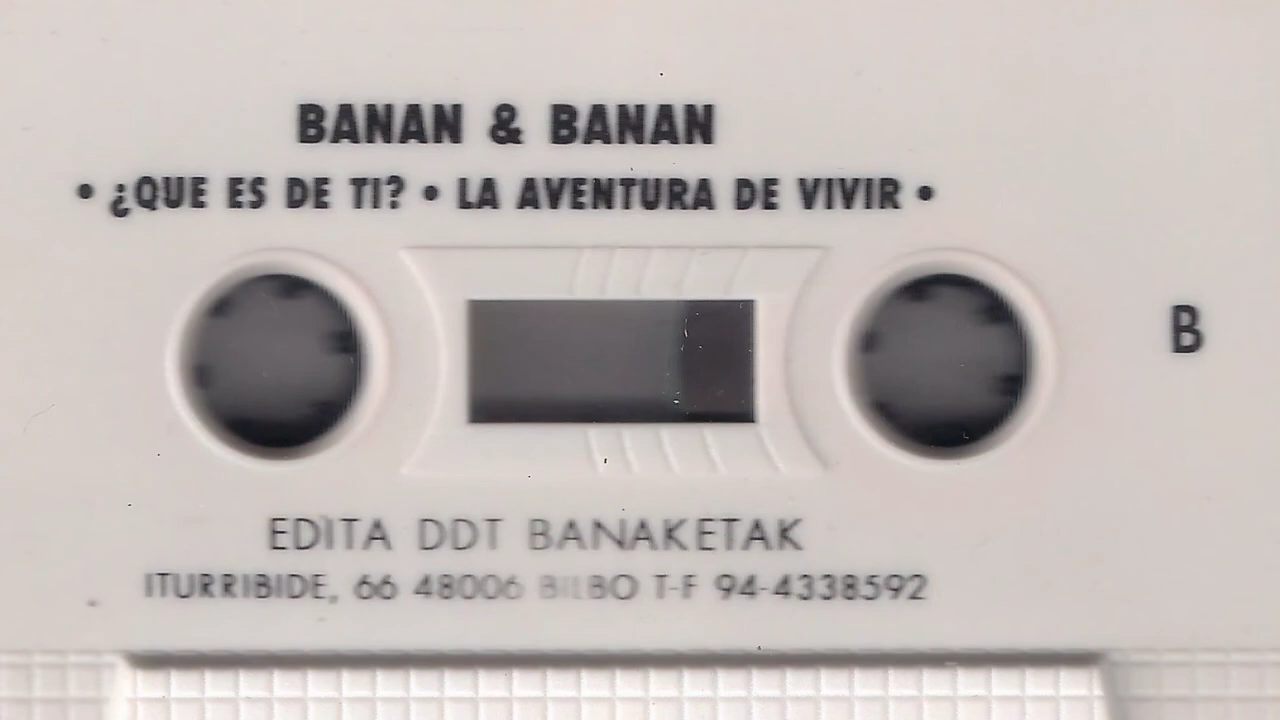 BANAN & BANAN
• ¿QUE ES DE TI? • LA AVENTURA DE VIVIR •
B
EDITA DDT BANAKETAK
ITURRIBIDE, 66 48006 BILBO T-F 94-4338592